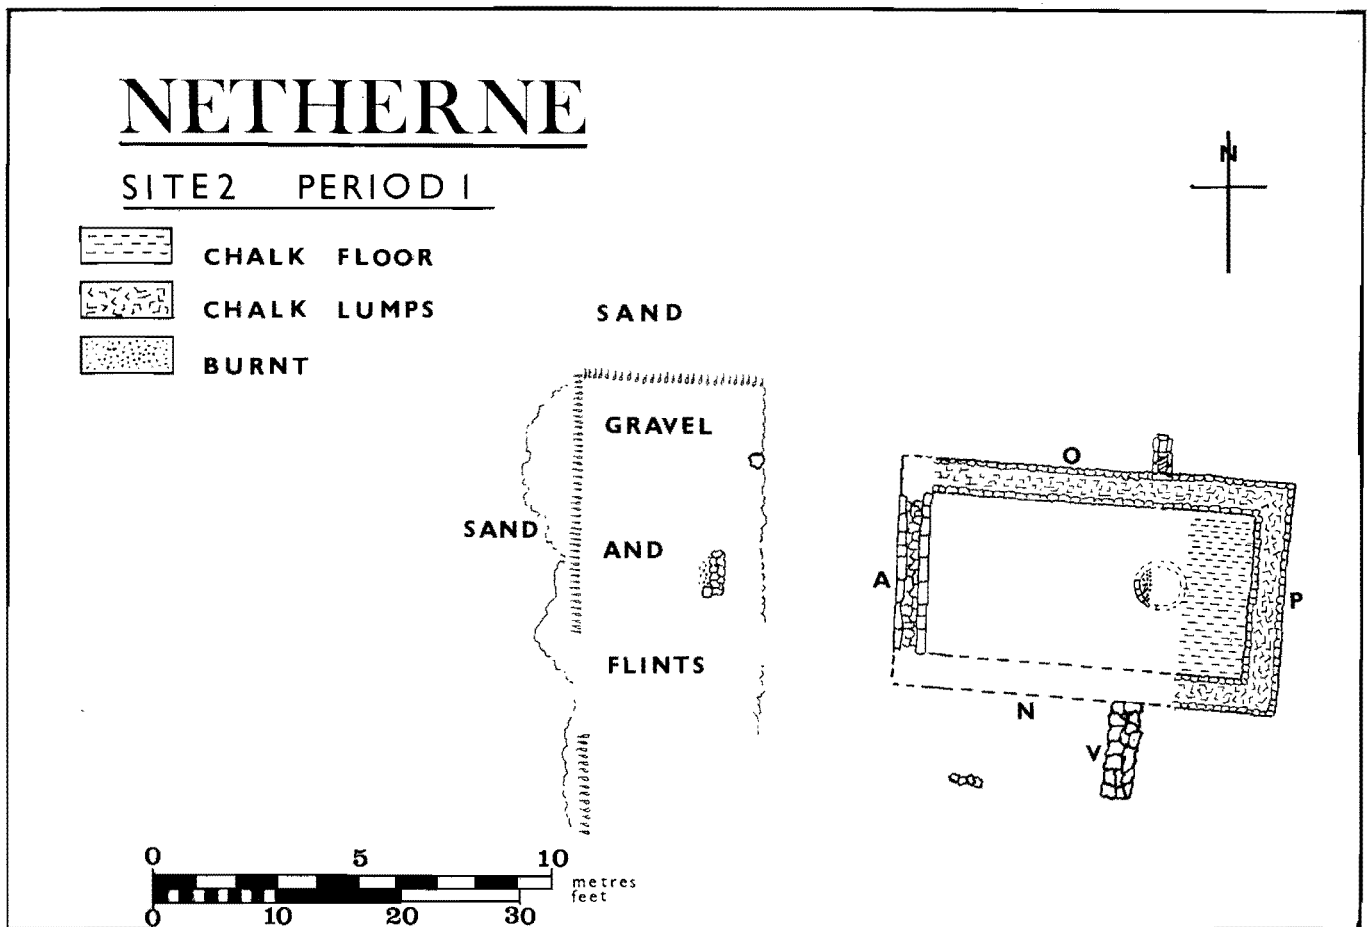 NETHERNE
SITE2 PERIOD 1
CHALK FLOOR
CHALK LUMPS
BURNT
N
SAND
GRAVEL
SAND
AND
FLINTS
O
A
P
N
V
0 5 10
metres
feet
0 10 20 30